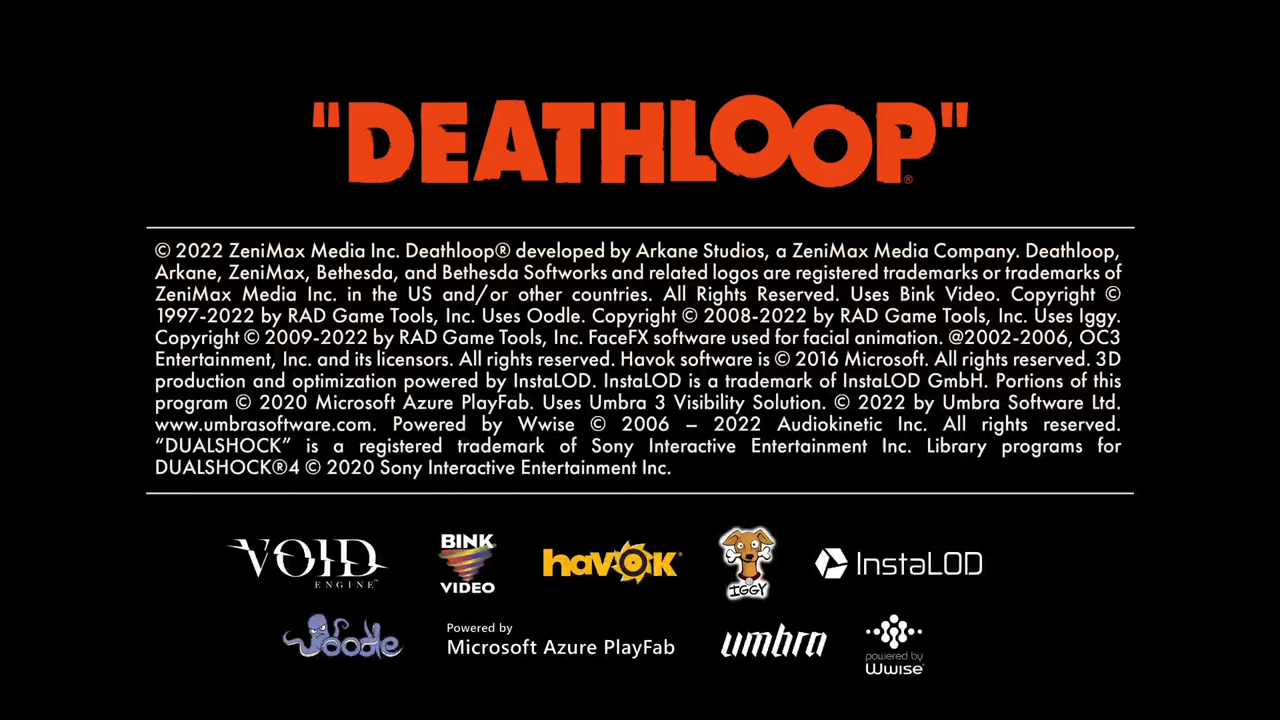 "DEATHLOOP"®
© 2022 ZeniMax Media Inc. Deathloop® developed by Arkane Studios, a ZeniMax Media Company. Deathloop,
Arkane, ZeniMax, Bethesda, and Bethesda Softworks and related logos are registered trademarks or trademarks of
ZeniMax Media Inc. in the US and/or other countries. All Rights Reserved. Uses Bink Video. Copyright ©
1997-2022 by RAD Game Tools, Inc. Uses Oodle. Copyright © 2008-2022 by RAD Game Tools, Inc. Uses Iggy.
Copyright © 2009-2022 by RAD Game Tools, Inc. FaceFX software used for facial animation. @2002-2006, OC3
Entertainment, Inc. and its licensors. All rights reserved. Havok software is © 2016 Microsoft. All rights reserved. 3D
production and optimization powered by InstaLOD. InstaLOD is a trademark of InstaLOD GmbH. Portions of this
program © 2020 Microsoft Azure PlayFab. Uses Umbra 3 Visibility Solution. © 2022 by Umbra Software Ltd.
www.umbrasoftware.com. Powered by Wwise © 2006 – 2022 Audiokinetic Inc. All rights reserved.
“DUALSHOCK” is a registered trademark of Sony Interactive Entertainment Inc. Library programs for
DUALSHOCK®4 © 2020 Sony Interactive Entertainment Inc.
VOID
ENGINE™
BINK
VIDEO
havok®
IGGY
InstaLOD
oodle
Powered by
Microsoft Azure PlayFab
umbra
powered by
Wwise